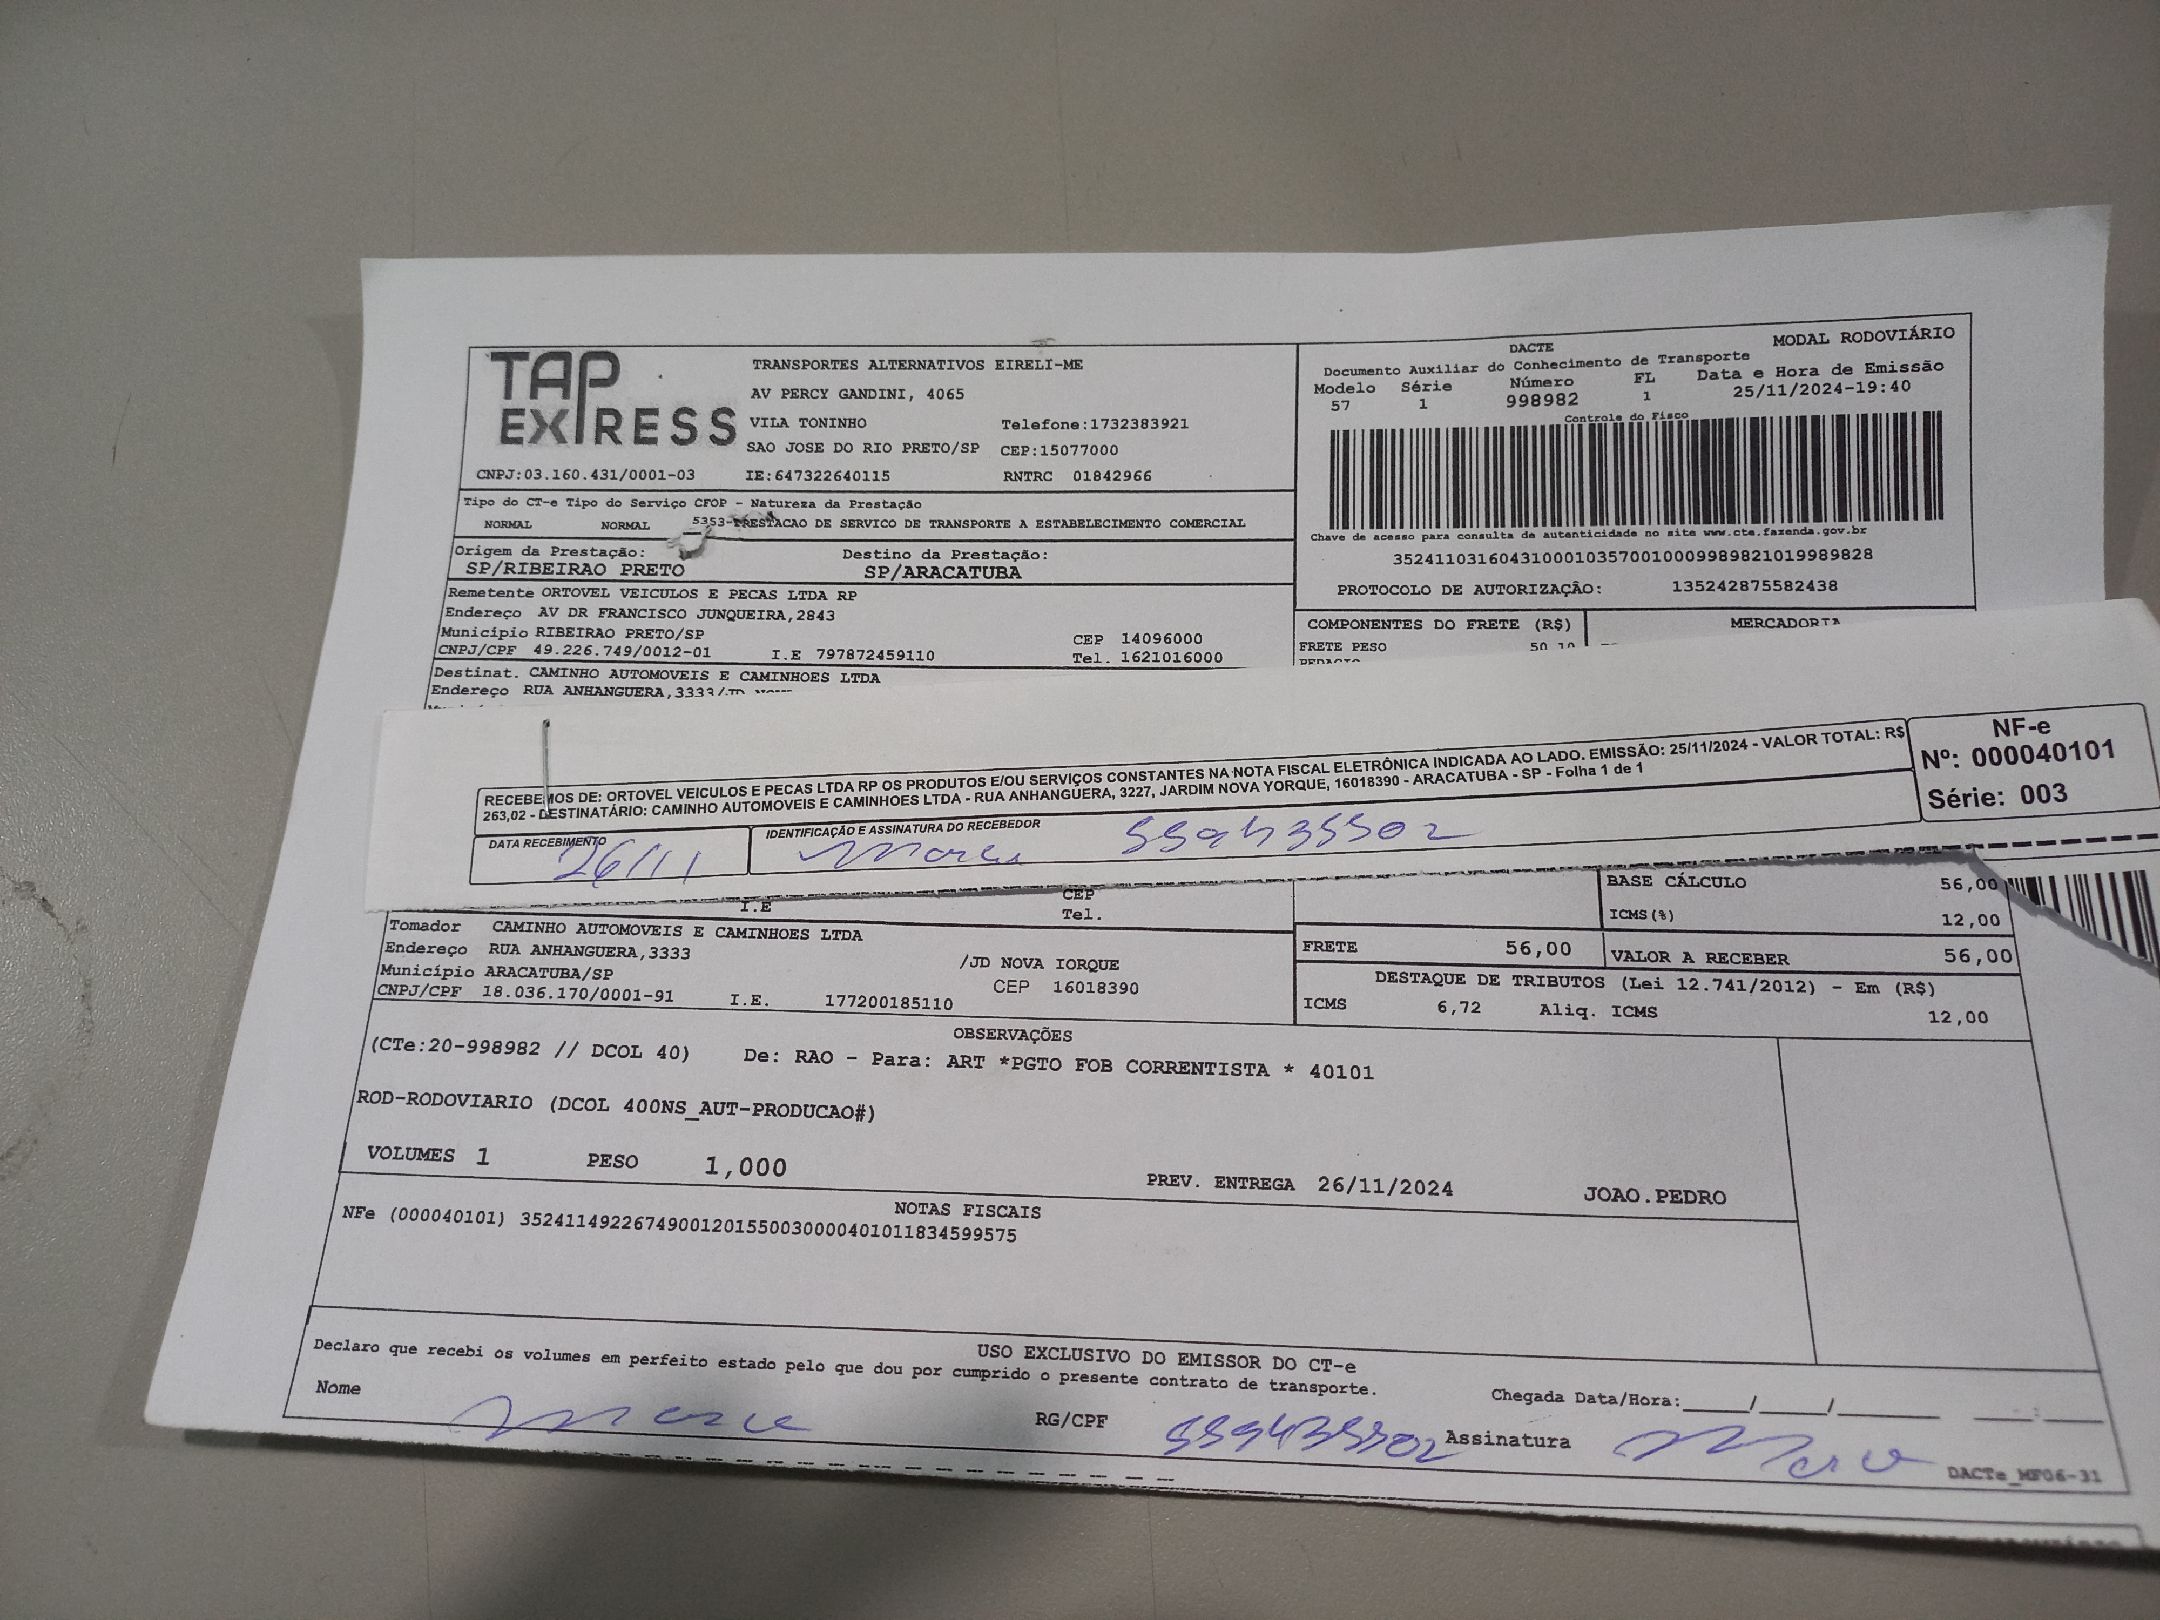 TAP EXPRESS
TRANSPORTES ALTERNATIVOS EIRELI-ME
AV PERCY GANDINI, 4065
VILA TONINHO Telefone:1732383921
SAO JOSE DO RIO PRETO/SP CEP:15077000
CNPJ:03.160.431/0001-03 IE:647322640115 RNTRC 01842966
MODAL RODOVIÁRIO
DACTE
Documento Auxiliar do Conhecimento de Transporte
Modelo Série Número FL Data e Hora de Emissão
57 1 998982 1 25/11/2024-19:40
Controle do Fisco
Chave de acesso para consulta de autenticidade no site www.cte.fazenda.gov.br
35241103160431000103570010009989821019989828
PROTOCOLO DE AUTORIZAÇÃO: 135242875582438
Tipo do CT-e Tipo do Serviço CFOP - Natureza da Prestação
NORMAL NORMAL 5353-PRESTACAO DE SERVICO DE TRANSPORTE A ESTABELECIMENTO COMERCIAL
Origem da Prestação: Destino da Prestação:
SP/RIBEIRAO PRETO SP/ARACATUBA
Remetente ORTOVEL VEICULOS E PECAS LTDA RP
Endereço AV DR FRANCISCO JUNQUEIRA,2843
Município RIBEIRAO PRETO/SP CEP 14096000
CNPJ/CPF 49.226.749/0012-01 I.E 797872459110 Tel. 1621016000
COMPONENTES DO FRETE (R$) MERCADORIA
FRETE PESO 50,10
Destinat. CAMINHO AUTOMOVEIS E CAMINHOES LTDA
Endereço RUA ANHANGUERA,3333/JD
RECEBEMOS DE: ORTOVEL VEICULOS E PECAS LTDA RP OS PRODUTOS E/OU SERVIÇOS CONSTANTES NA NOTA FISCAL ELETRÔNICA INDICADA AO LADO. EMISSÃO: 25/11/2024 - VALOR TOTAL: R$
263,02 - DESTINATÁRIO: CAMINHO AUTOMOVEIS E CAMINHOES LTDA - RUA ANHANGUERA, 3227, JARDIM NOVA YORQUE, 16018390 - ARACATUBA - SP - Folha 1 de 1
NF-e
Nº: 000040101
Série: 003
DATA RECEBIMENTO IDENTIFICAÇÃO E ASSINATURA DO RECEBEDOR
26/11
I.E CEP
Tel.
BASE CÁLCULO 56,00
ICMS(%) 12,00
FRETE 56,00 VALOR A RECEBER 56,00
DESTAQUE DE TRIBUTOS (Lei 12.741/2012) - Em (R$)
ICMS 6,72 Aliq. ICMS 12,00
Tomador CAMINHO AUTOMOVEIS E CAMINHOES LTDA
Endereço RUA ANHANGUERA,3333 /JD NOVA IORQUE
Município ARACATUBA/SP CEP 16018390
CNPJ/CPF 18.036.170/0001-91 I.E. 177200185110
OBSERVAÇÕES
(CTe:20-998982 // DCOL 40) De: RAO - Para: ART *PGTO FOB CORRENTISTA * 40101
ROD-RODOVIARIO (DCOL 400NS_AUT-PRODUCAO#)
VOLUMES 1 PESO 1,000 PREV. ENTREGA 26/11/2024 JOAO.PEDRO
NOTAS FISCAIS
NFe (000040101) 35241149226749001201550030000401011834599575
USO EXCLUSIVO DO EMISSOR DO CT-e
Declaro que recebi os volumes em perfeito estado pelo que dou por cumprido o presente contrato de transporte.
Chegada Data/Hora:____/____/______ ___:___
Nome RG/CPF Assinatura
DACTe_MF06-31